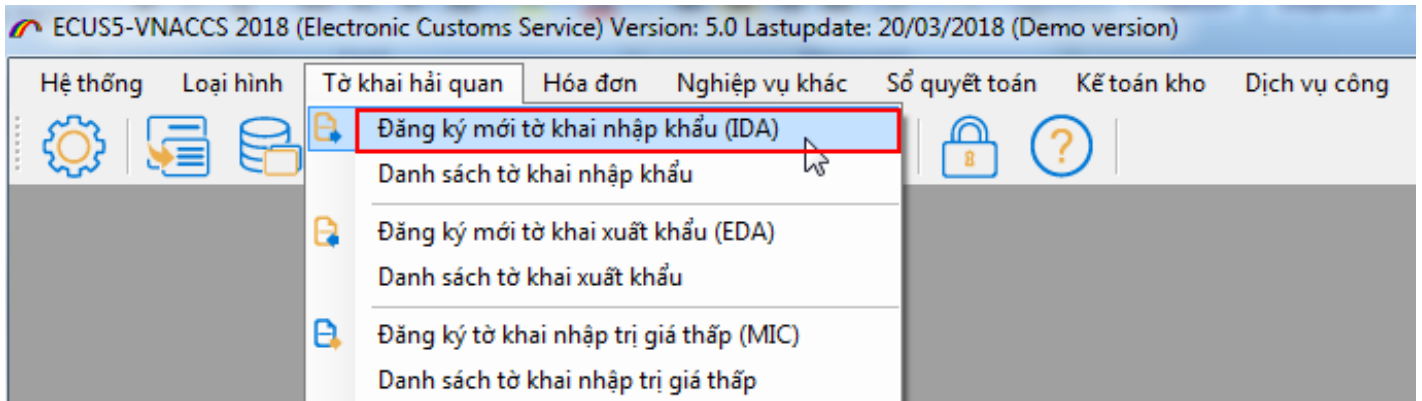 ECUS5-VNACCS 2018 (Electronic Customs Service) Version: 5.0 Lastupdate: 20/03/2018 (Demo version)
Hệ thống Loại hình Tờ khai hải quan Hóa đơn Nghiệp vụ khác Sổ quyết toán Kế toán kho Dịch vụ công
Đăng ký mới tờ khai nhập khẩu (IDA)
Danh sách tờ khai nhập khẩu
Đăng ký mới tờ khai xuất khẩu (EDA)
Danh sách tờ khai xuất khẩu
Đăng ký tờ khai nhập trị giá thấp (MIC)
Danh sách tờ khai nhập trị giá thấp